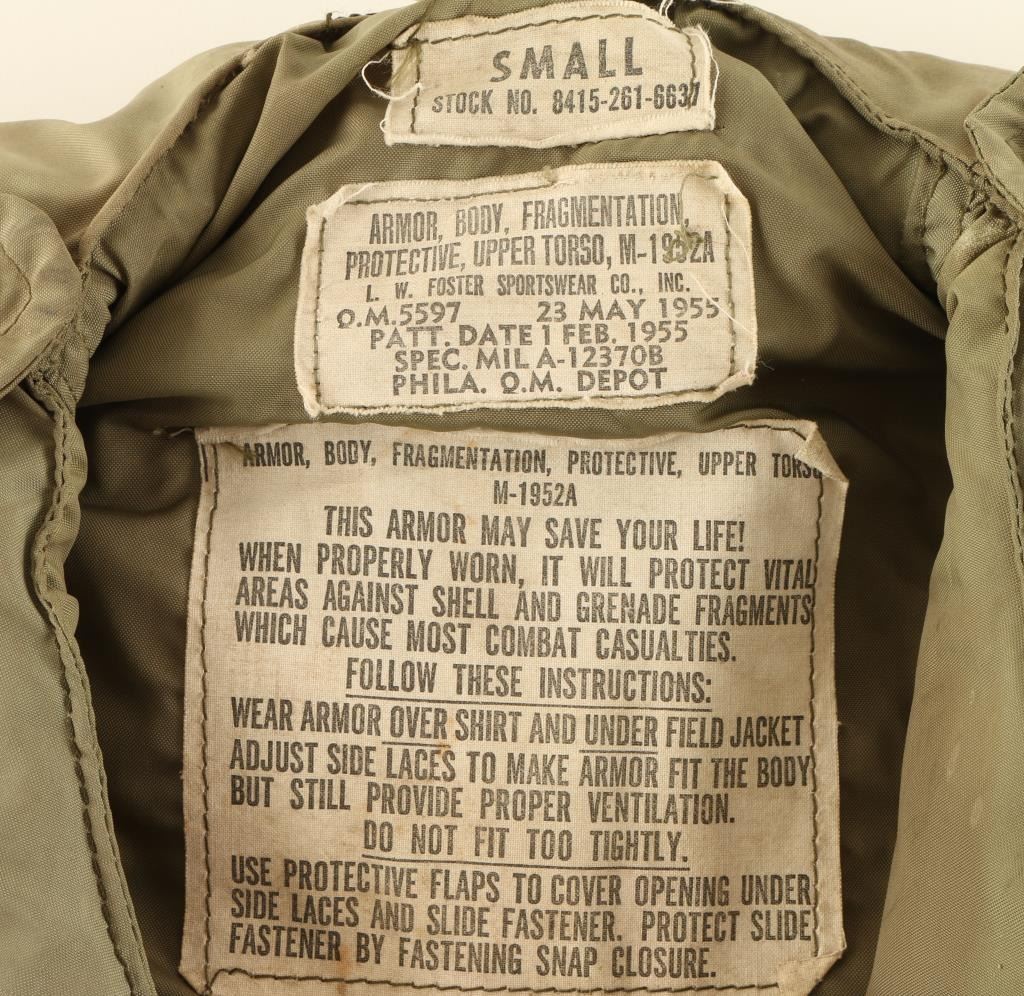 SMALL
STOCK NO. 8415-261-6637
ARMOR, BODY, FRAGMENTATION,
PROTECTIVE, UPPER TORSO, M-1952A
L. W. FOSTER SPORTSWEAR CO., INC.
Q.M. 5597 23 MAY 1955
PATT. DATE 1 FEB. 1955
SPEC. MIL A-12370B
PHILA. Q.M. DEPOT
ARMOR, BODY, FRAGMENTATION, PROTECTIVE, UPPER TORSO
M-1952A
THIS ARMOR MAY SAVE YOUR LIFE!
WHEN PROPERLY WORN, IT WILL PROTECT VITAL
AREAS AGAINST SHELL AND GRENADE FRAGMENTS
WHICH CAUSE MOST COMBAT CASUALTIES.
FOLLOW THESE INSTRUCTIONS:
WEAR ARMOR OVER SHIRT AND UNDER FIELD JACKET
ADJUST SIDE LACES TO MAKE ARMOR FIT THE BODY
BUT STILL PROVIDE PROPER VENTILATION.
DO NOT FIT TOO TIGHTLY.
USE PROTECTIVE FLAPS TO COVER OPENING UNDER
SIDE LACES AND SLIDE FASTENER. PROTECT SLIDE
FASTENER BY FASTENING SNAP CLOSURE.